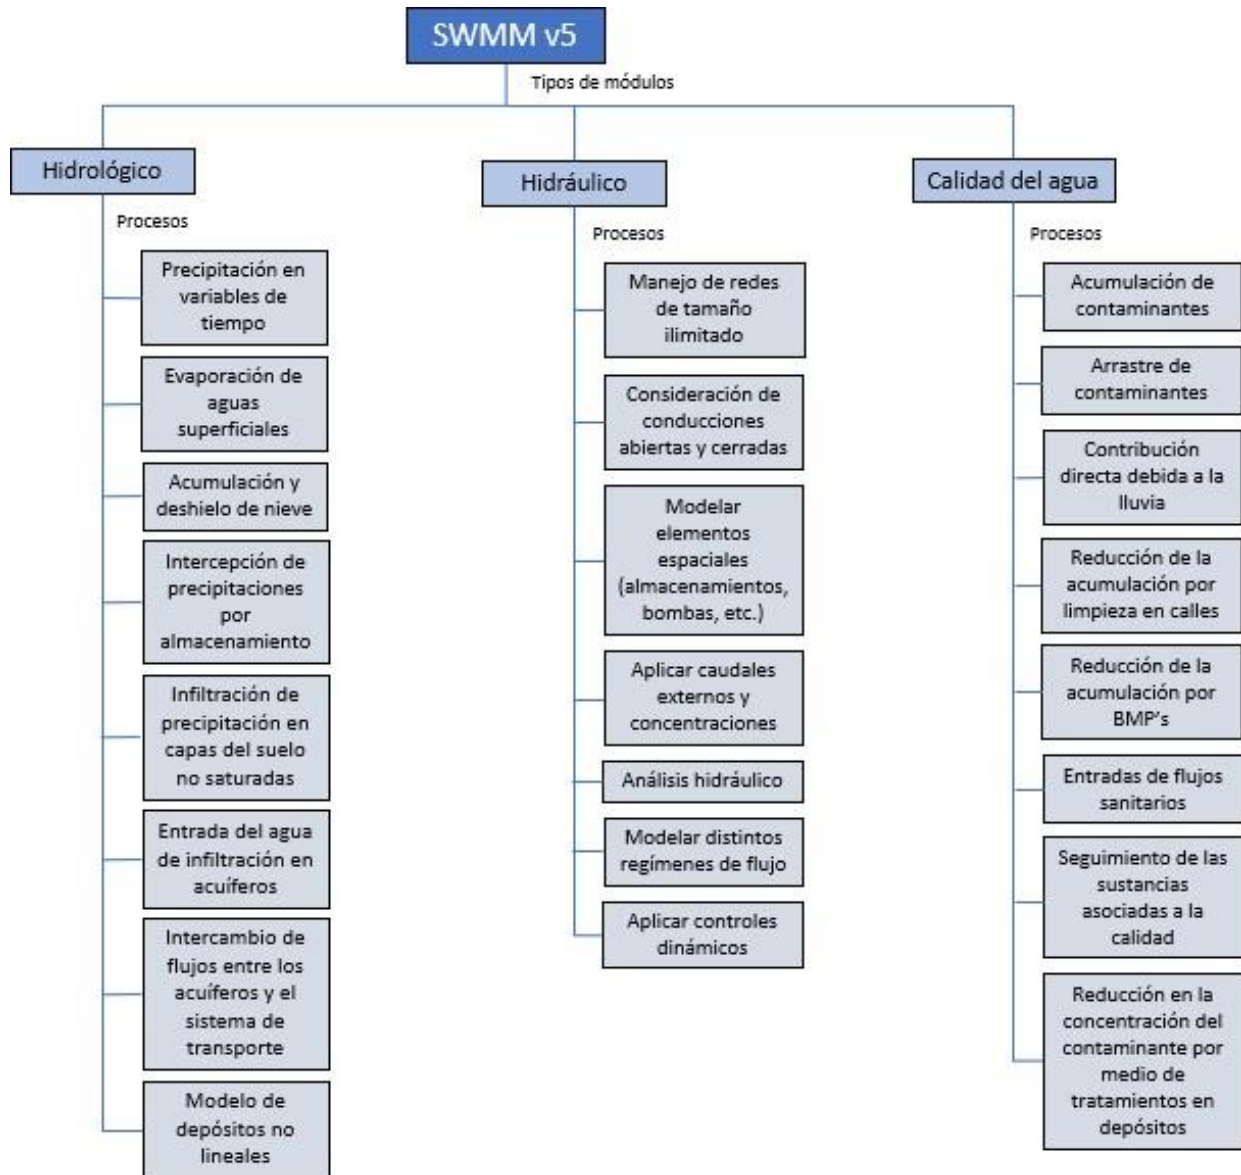 SWMM v5
Tipos de módulos
Hidrológico
Procesos
Precipitación en
variables de
tiempo
Evaporación de
aguas
superficiales
Acumulación y
deshielo de nieve
Intercepción de
precipitaciones
por
almacenamiento
Infiltración de
precipitación en
capas del suelo
no saturadas
Entrada del agua
de infiltración en
acuíferos
Intercambio de
flujos entre los
acuíferos y el
sistema de
transporte
Modelo de
depósitos no
lineales
Hidráulico
Procesos
Manejo de redes
de tamaño
ilimitado
Consideración de
conducciones
abiertas y cerradas
Modelar
elementos
espaciales
(almacenamientos,
bombas, etc.)
Aplicar caudales
externos y
concentraciones
Análisis hidráulico
Modelar distintos
regímenes de flujo
Aplicar controles
dinámicos
Calidad del agua
Procesos
Acumulación de
contaminantes
Arrastre de
contaminantes
Contribución
directa debida a la
lluvia
Reducción de la
acumulación por
limpieza en calles
Reducción de la
acumulación por
BMP's
Entradas de flujos
sanitarios
Seguimiento de las
sustancias
asociadas a la
calidad
Reducción en la
concentración del
contaminante por
medio de
tratamientos en
depósitos